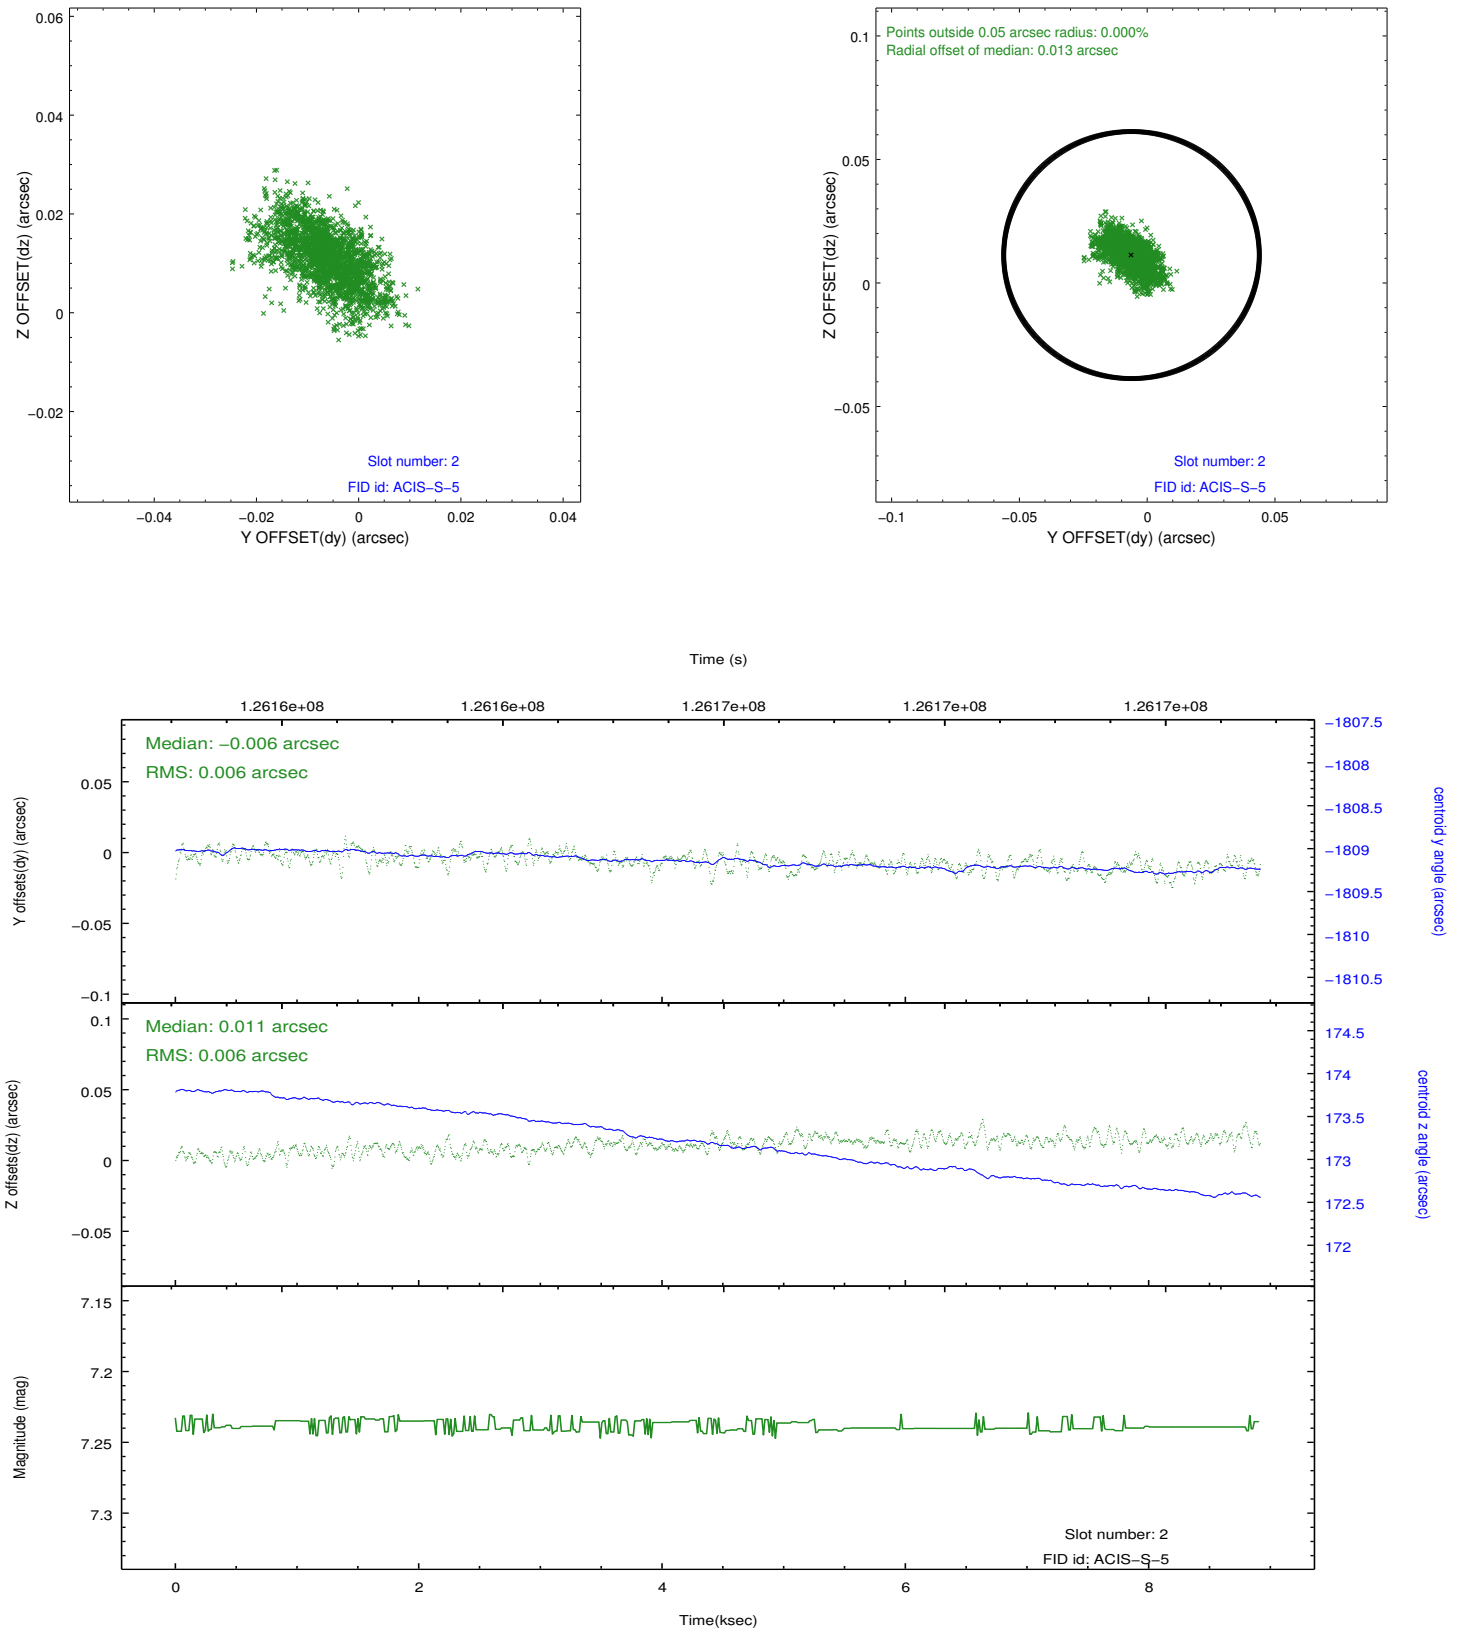 0.06
0.04
0.02
0
−0.02
Z OFFSET(dz) (arcsec)
Slot number: 2
FID id: ACIS−S−5
−0.04 −0.02 0 0.02 0.04
Y OFFSET(dy) (arcsec)
Points outside 0.05 arcsec radius: 0.000%
Radial offset of median: 0.013 arcsec
0.1
0.05
0
−0.05
Z OFFSET(dz) (arcsec)
Slot number: 2
FID id: ACIS−S−5
−0.1 −0.05 0 0.05
Y OFFSET(dy) (arcsec)
Time (s)
1.2616e+08 1.2616e+08 1.2617e+08 1.2617e+08 1.2617e+08
Median: −0.006 arcsec
RMS: 0.006 arcsec
0.05
0
−0.05
−0.1
Y offsets(dy) (arcsec)
−1807.5
−1808
−1808.5
−1809
−1809.5
−1810
−1810.5
centroid y angle (arcsec)
Median: 0.011 arcsec
RMS: 0.006 arcsec
0.1
0.05
0
−0.05
Z offsets(dz) (arcsec)
174.5
174
173.5
173
172.5
172
centroid z angle (arcsec)
7.15
7.2
7.25
7.3
Magnitude (mag)
Slot number: 2
FID id: ACIS−S−5
0 2 4 6 8
Time(ksec)